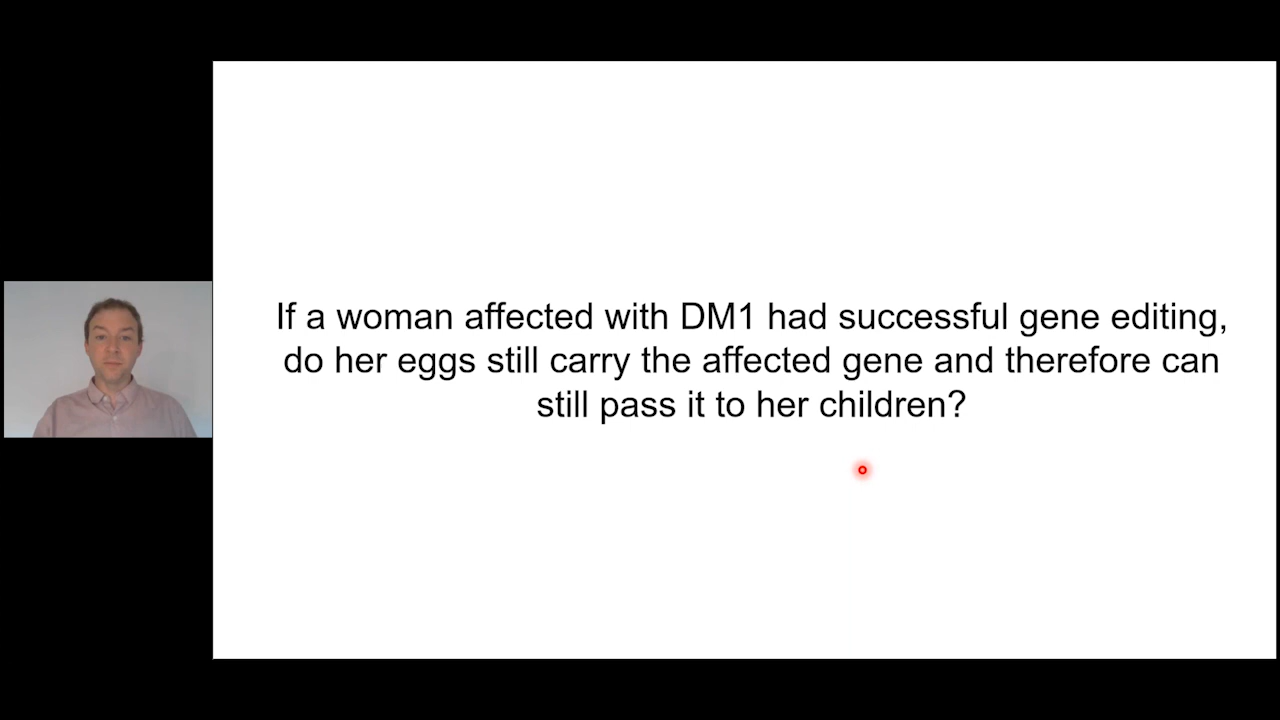 If a woman affected with DM1 had successful gene editing,
do her eggs still carry the affected gene and therefore can
still pass it to her children?